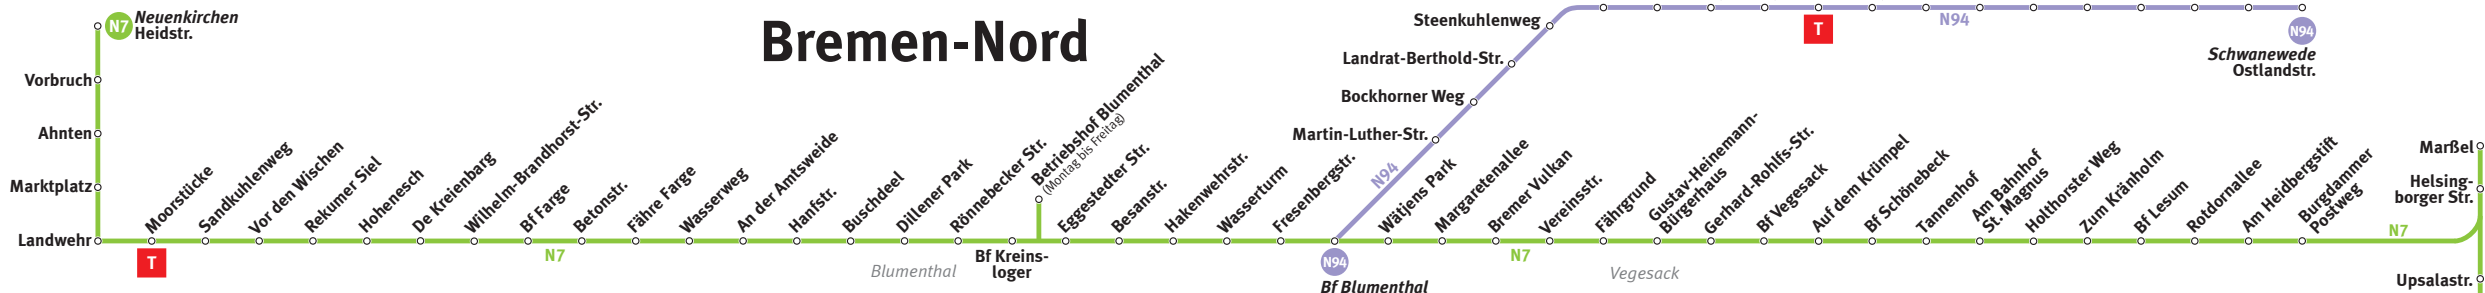 N7
Neuenkirchen
Heidstr.
Bremen-Nord
Vorbruch
Ahnten
Marktplatz
Landwehr
T
Moorstücke
Sandkuhlenweg
Vor den Wischen
Rekumer Siel
Hohenesch
De Kreienbarg
Wilhelm-Brandhorst-Str.
Bf Farge
N7
Betonstr.
Fähre Farge
Wasserweg
An der Amtsweide
Hanfstr.
Buschdeel
Dillener Park
Blumenthal
Rönnebecker Str.
Bf Kreins-
loger
Betriebshof Blumenthal
(Montag bis Freitag)
Eggestedter Str.
Besanstr.
Hakenwehrstr.
Wasserturm
Fresenbergstr.
N94
Bf Blumenthal
N94
Martin-Luther-Str.
Bockhorner Weg
Landrat-Berthold-Str.
Steenkuhlenweg
T
N94
N94
Schwanewede
Ostlandstr.
Wätjens Park
Margaretenallee
Bremer Vulkan
N7
Vereinsstr.
Fährgrund
Vegesack
Gustav-Heinemann-
Bürgerhaus
Gerhard-Rohlfs-Str.
Bf Vegesack
Auf dem Krümpel
Bf Schönebeck
Tannenhof
Am Bahnhof
St. Magnus
Holthorster Weg
Zum Kränholm
Bf Lesum
Rotdornallee
Am Heidbergstift
Burgdammer
Postweg
N7
Marßel
Helsing-
borger Str.
Upsalastr.